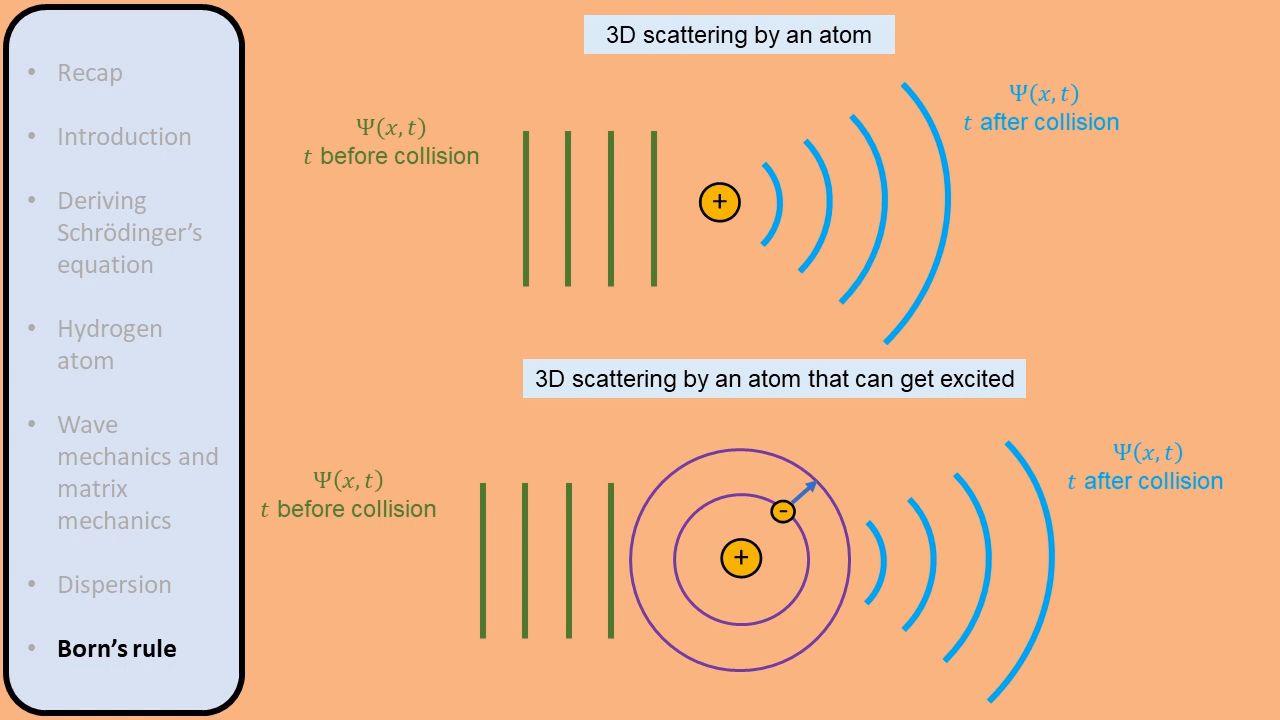 • Recap
• Introduction
• Deriving
Schrödinger’s
equation
• Hydrogen
atom
• Wave
mechanics and
matrix
mechanics
• Dispersion
• Born’s rule
3D scattering by an atom
Ψ(x, t)
t before collision
+
Ψ(x, t)
t after collision
3D scattering by an atom that can get excited
Ψ(x, t)
t before collision
-
+
Ψ(x, t)
t after collision